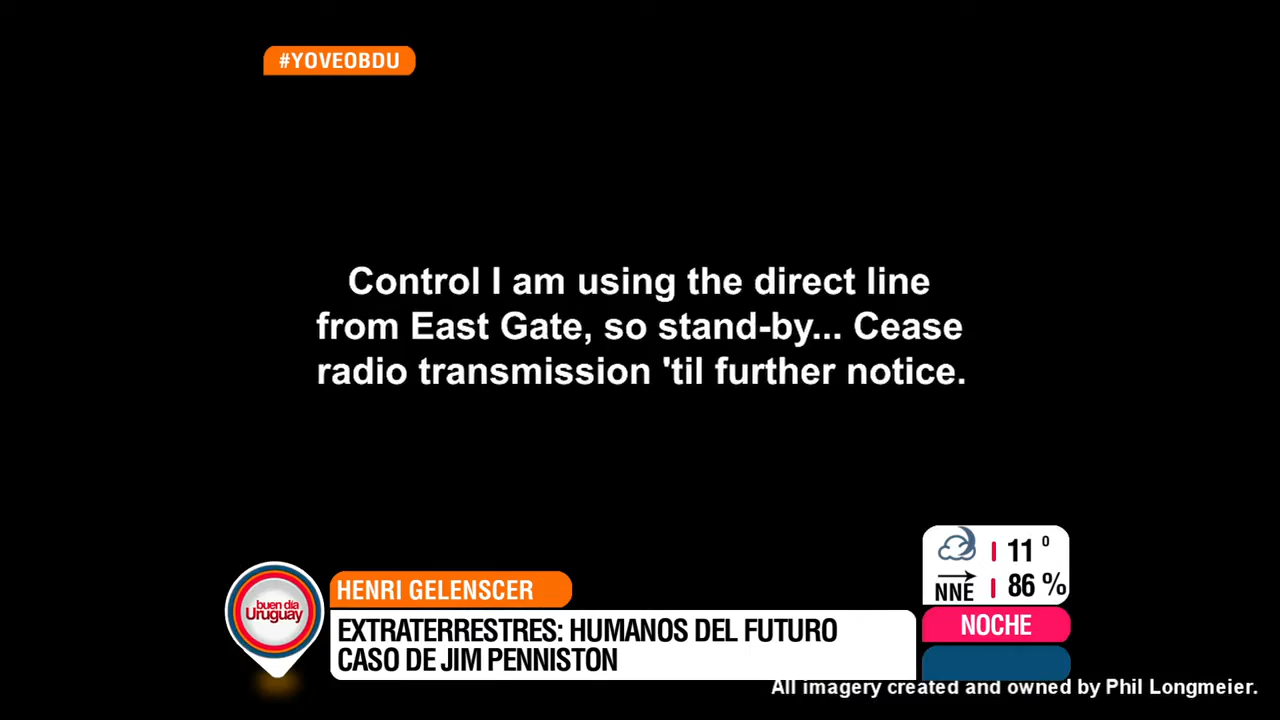 #YOVEOBDU
Control I am using the direct line
from East Gate, so stand-by... Cease
radio transmission 'til further notice.
11 º
NNE 86 %
NOCHE
buen día
Uruguay
HENRI GELENSCER
EXTRATERRESTRES: HUMANOS DEL FUTURO
CASO DE JIM PENNISTON
All imagery created and owned by Phil Longmeier.